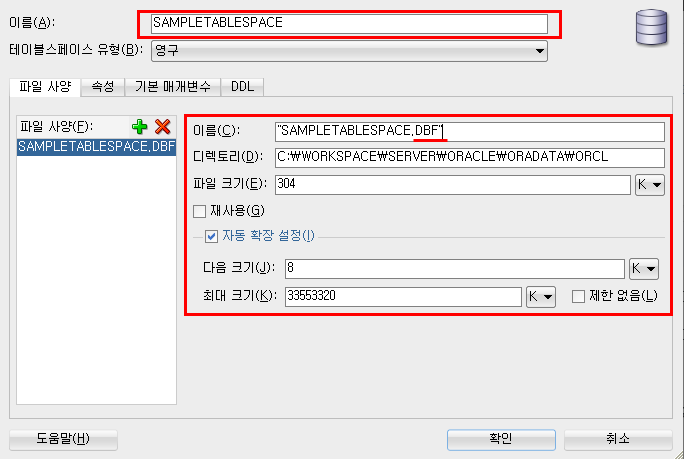 이름(A): SAMPLETABLESPACE
테이블스페이스 유형(B): 영구
파일 사양 속성 기본 매개변수 DDL
파일 사양(F):
SAMPLETABLESPACE,DBF
이름(C): "SAMPLETABLESPACE,DBF"
디렉토리(D): C:\WORKSPACE\SERVER\ORACLE\ORADATA\ORCL
파일 크기(E): 304 K
재사용(G)
자동 확장 설정(I)
다음 크기(J): 8 K
최대 크기(K): 33553320 K 제한 없음(L)
도움말(H) 확인 취소